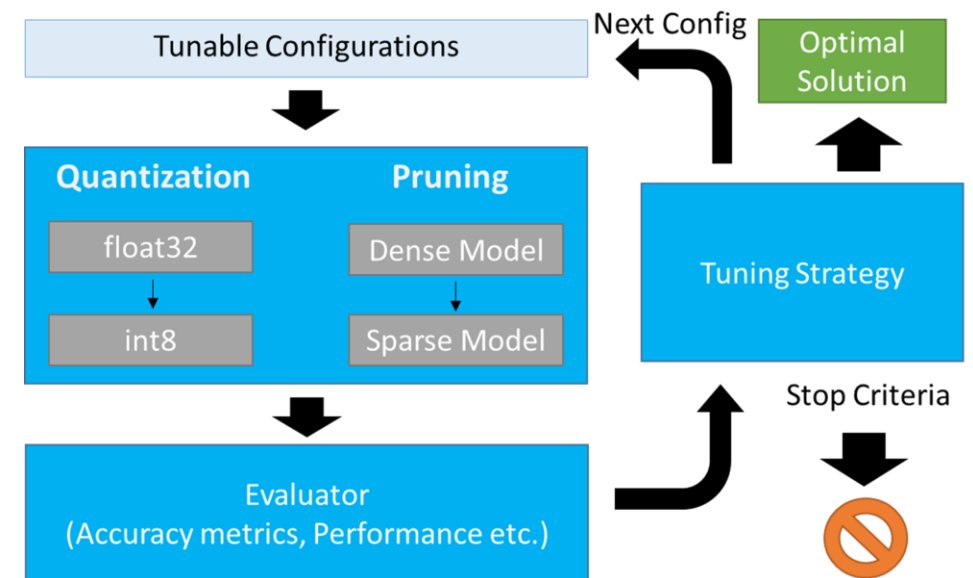 Tunable Configurations
Next Config
Optimal
Solution
Quantization
Pruning
float32
Dense Model
int8
Sparse Model
Tuning Strategy
Stop Criteria
Evaluator
(Accuracy metrics, Performance etc.)